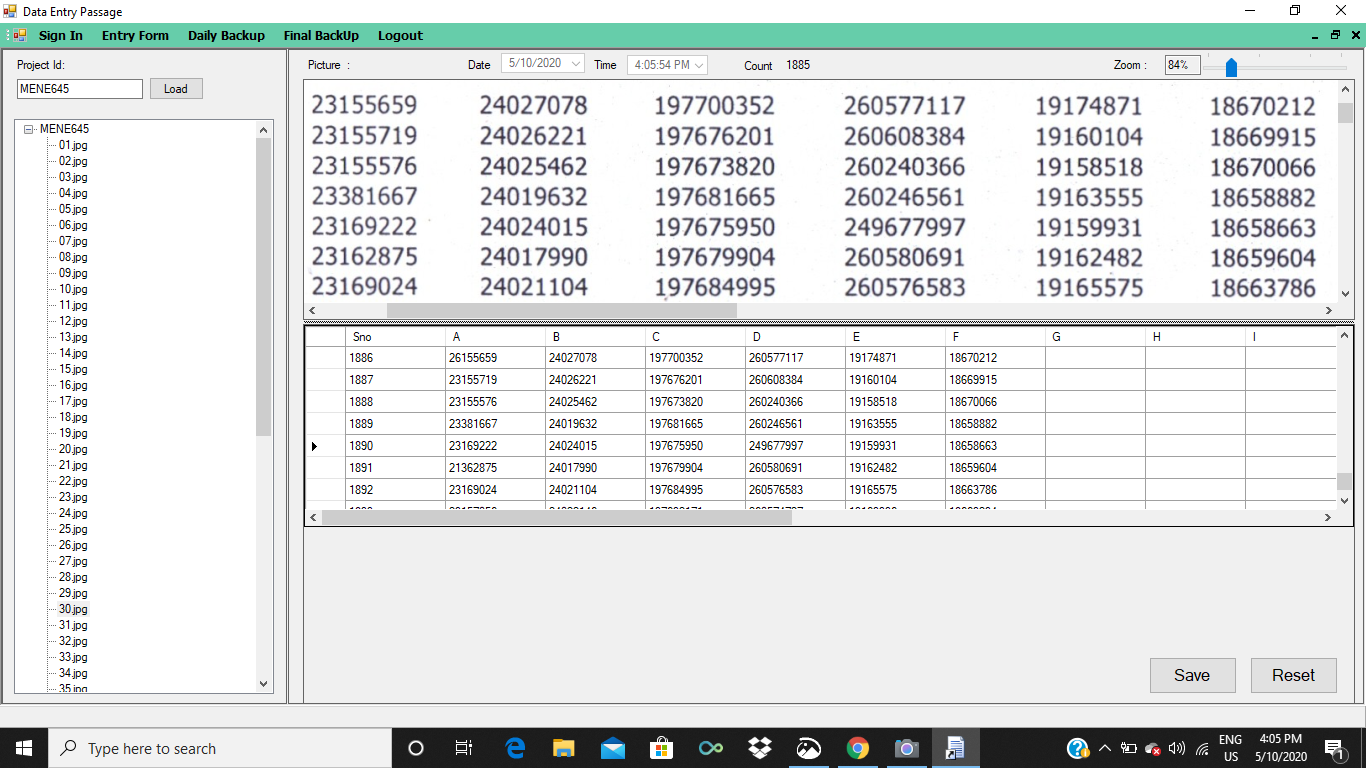 Data Entry Passage
Sign In Entry Form Daily Backup Final BackUp Logout
Project Id:
MENE645 Load
MENE645
01.jpg
02.jpg
03.jpg
04.jpg
05.jpg
06.jpg
07.jpg
08.jpg
09.jpg
10.jpg
11.jpg
12.jpg
13.jpg
14.jpg
15.jpg
16.jpg
17.jpg
18.jpg
19.jpg
20.jpg
21.jpg
22.jpg
23.jpg
24.jpg
25.jpg
26.jpg
27.jpg
28.jpg
29.jpg
30.jpg
31.jpg
32.jpg
33.jpg
34.jpg
35.jpg
Picture : Date 5/10/2020 Time 4:05:54 PM Count 1885 Zoom : 84%
23155659 24027078 197700352 260577117 19174871 18670212
23155719 24026221 197676201 260608384 19160104 18669915
23155576 24025462 197673820 260240366 19158518 18670066
23381667 24019632 197681665 260246561 19163555 18658882
23169222 24024015 197675950 249677997 19159931 18658663
23162875 24017990 197679904 260580691 19162482 18659604
23169024 24021104 197684995 260576583 19165575 18663786
Sno A B C D E F G H I
1886 26155659 24027078 197700352 260577117 19174871 18670212
1887 23155719 24026221 197676201 260608384 19160104 18669915
1888 23155576 24025462 197673820 260240366 19158518 18670066
1889 23381667 24019632 197681665 260246561 19163555 18658882
1890 23169222 24024015 197675950 249677997 19159931 18658663
1891 21362875 24017990 197679904 260580691 19162482 18659604
1892 23169024 24021104 197684995 260576583 19165575 18663786
Save Reset
Type here to search
ENG
US
4:05 PM
5/10/2020
1